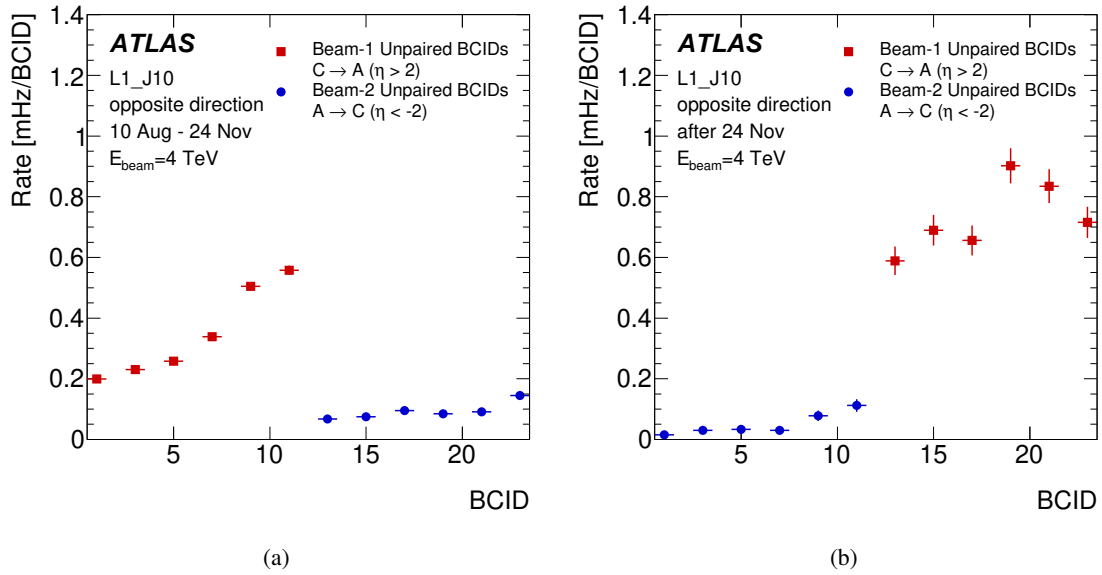 ATLAS
L1_J10
opposite direction
10 Aug - 24 Nov
E_beam=4 TeV
Beam-1 Unpaired BCIDs
C → A (η > 2)
Beam-2 Unpaired BCIDs
A → C (η < -2)
Rate [mHz/BCID]
1.4
1.2
1
0.8
0.6
0.4
0.2
0
5
10
15
20
BCID
(a)
ATLAS
L1_J10
opposite direction
after 24 Nov
E_beam=4 TeV
Beam-1 Unpaired BCIDs
C → A (η > 2)
Beam-2 Unpaired BCIDs
A → C (η < -2)
Rate [mHz/BCID]
1.4
1.2
1
0.8
0.6
0.4
0.2
0
5
10
15
20
BCID
(b)